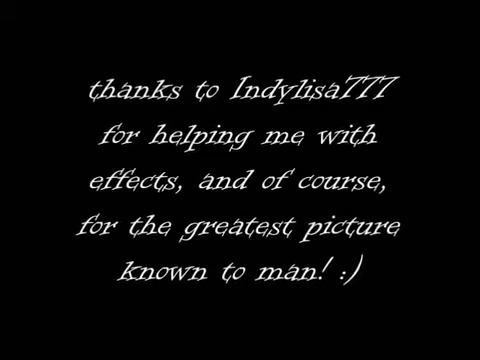 thanks to Indylisa777
for helping me with
effects, and of course,
for the greatest picture
known to man! :)